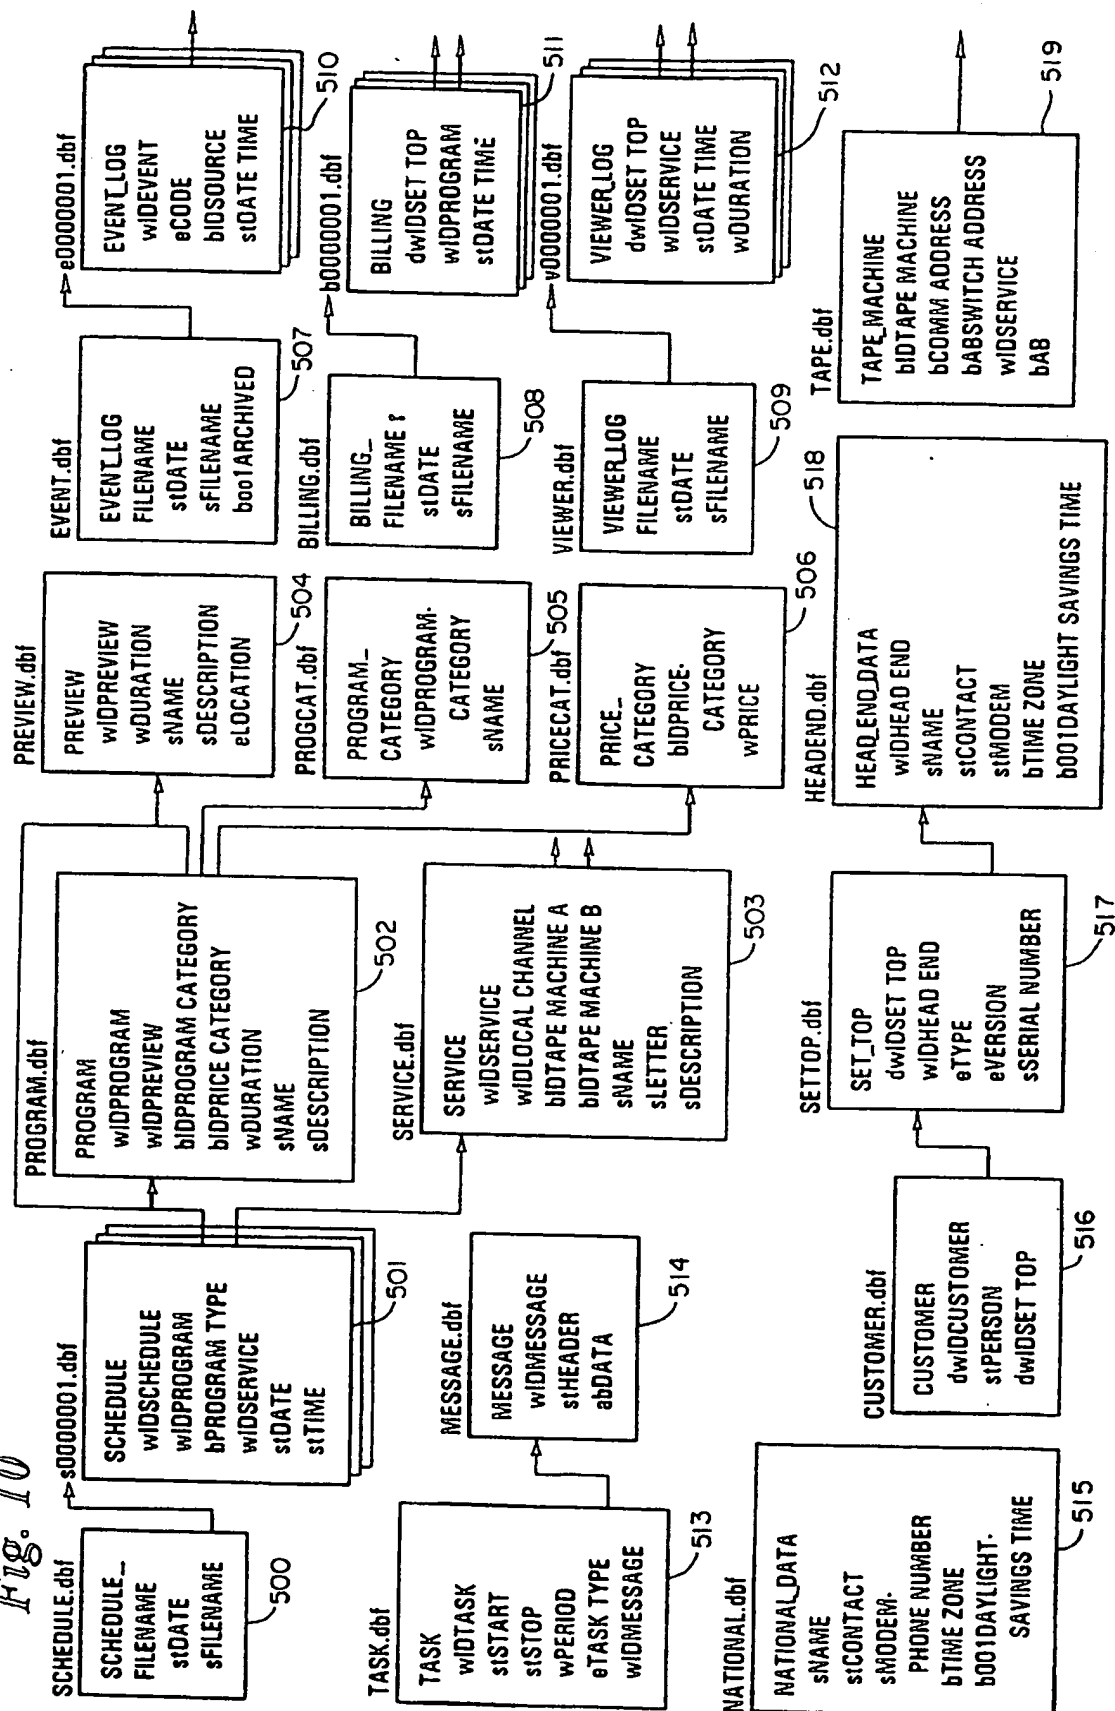 Fig. 10
SCHEDULE.dbf
SCHEDULE_
FILENAME
stDATE
sFILENAME
500
s0000001.dbf
SCHEDULE
wIDSCHEDULE
wIDPROGRAM
bPROGRAM TYPE
wIDSERVICE
stDATE
stTIME
501
PROGRAM.dbf
PROGRAM
wIDPROGRAM
wIDPREVIEW
bIDPROGRAM CATEGORY
bIDPRICE CATEGORY
wDURATION
sNAME
sDESCRIPTION
502
PREVIEW.dbf
PREVIEW
wIDPREVIEW
wDURATION
sNAME
sDESCRIPTION
eLOCATION
504
EVENT.dbf
EVENT_LOG
FILENAME
stDATE
sFILENAME
boo1ARCHIVED
507
e0000001.dbf
EVENT_LOG
wIDEVENT
eCODE
bIDSOURCE
stDATE TIME
510
PROGCAT.dbf
PROGRAM_
CATEGORY
wIDPROGRAM-
CATEGORY
sNAME
505
BILLING.dbf
BILLING_
FILENAME r
stDATE
sFILENAME
508
b0000001.dbf
BILLING
dwIDSET TOP
wIDPROGRAM
stDATE TIME
511
TASK.dbf
TASK
wIDTASK
stSTART
stSTOP
wPERIOD
eTASK TYPE
wIDMESSAGE
513
MESSAGE.dbf
MESSAGE
wIDMESSAGE
stHEADER
abDATA
514
SERVICE.dbf
SERVICE
wIDSERVICE
wIDLOCAL CHANNEL
bIDTAPE MACHINE A
bIDTAPE MACHINE B
sNAME
sLETTER
sDESCRIPTION
503
PRICECAT.dbf
PRICE_
CATEGORY
bIDPRICE-
CATEGORY
wPRICE
506
VIEWER.dbf
VIEWER_LOG
FILENAME
stDATE
sFILENAME
509
v0000001.dbf
VIEWER_LOG
dwIDSET TOP
wIDSERVICE
stDATE TIME
wDURATION
512
NATIONAL.dbf
NATIONAL_DATA
sNAME
stCONTACT
sMODEM-
PHONE NUMBER
bTIME ZONE
b001DAYLIGHT-
SAVINGS TIME
515
CUSTOMER.dbf
CUSTOMER
dwIDCUSTOMER
stPERSON
dwIDSET TOP
516
SETTOP.dbf
SET_TOP
dwIDSET TOP
wIDHEAD END
eTYPE
eVERSION
sSERIAL NUMBER
517
HEADEND.dbf
HEAD_END_DATA
wIDHEAD END
sNAME
stCONTACT
stMODEM
bTIME ZONE
b001DAYLIGHT SAVINGS TIME
518
TAPE.dbf
TAPE_MACHINE
bIDTAPE MACHINE
bCOMM ADDRESS
bABSWITCH ADDRESS
wIDSERVICE
bAB
519